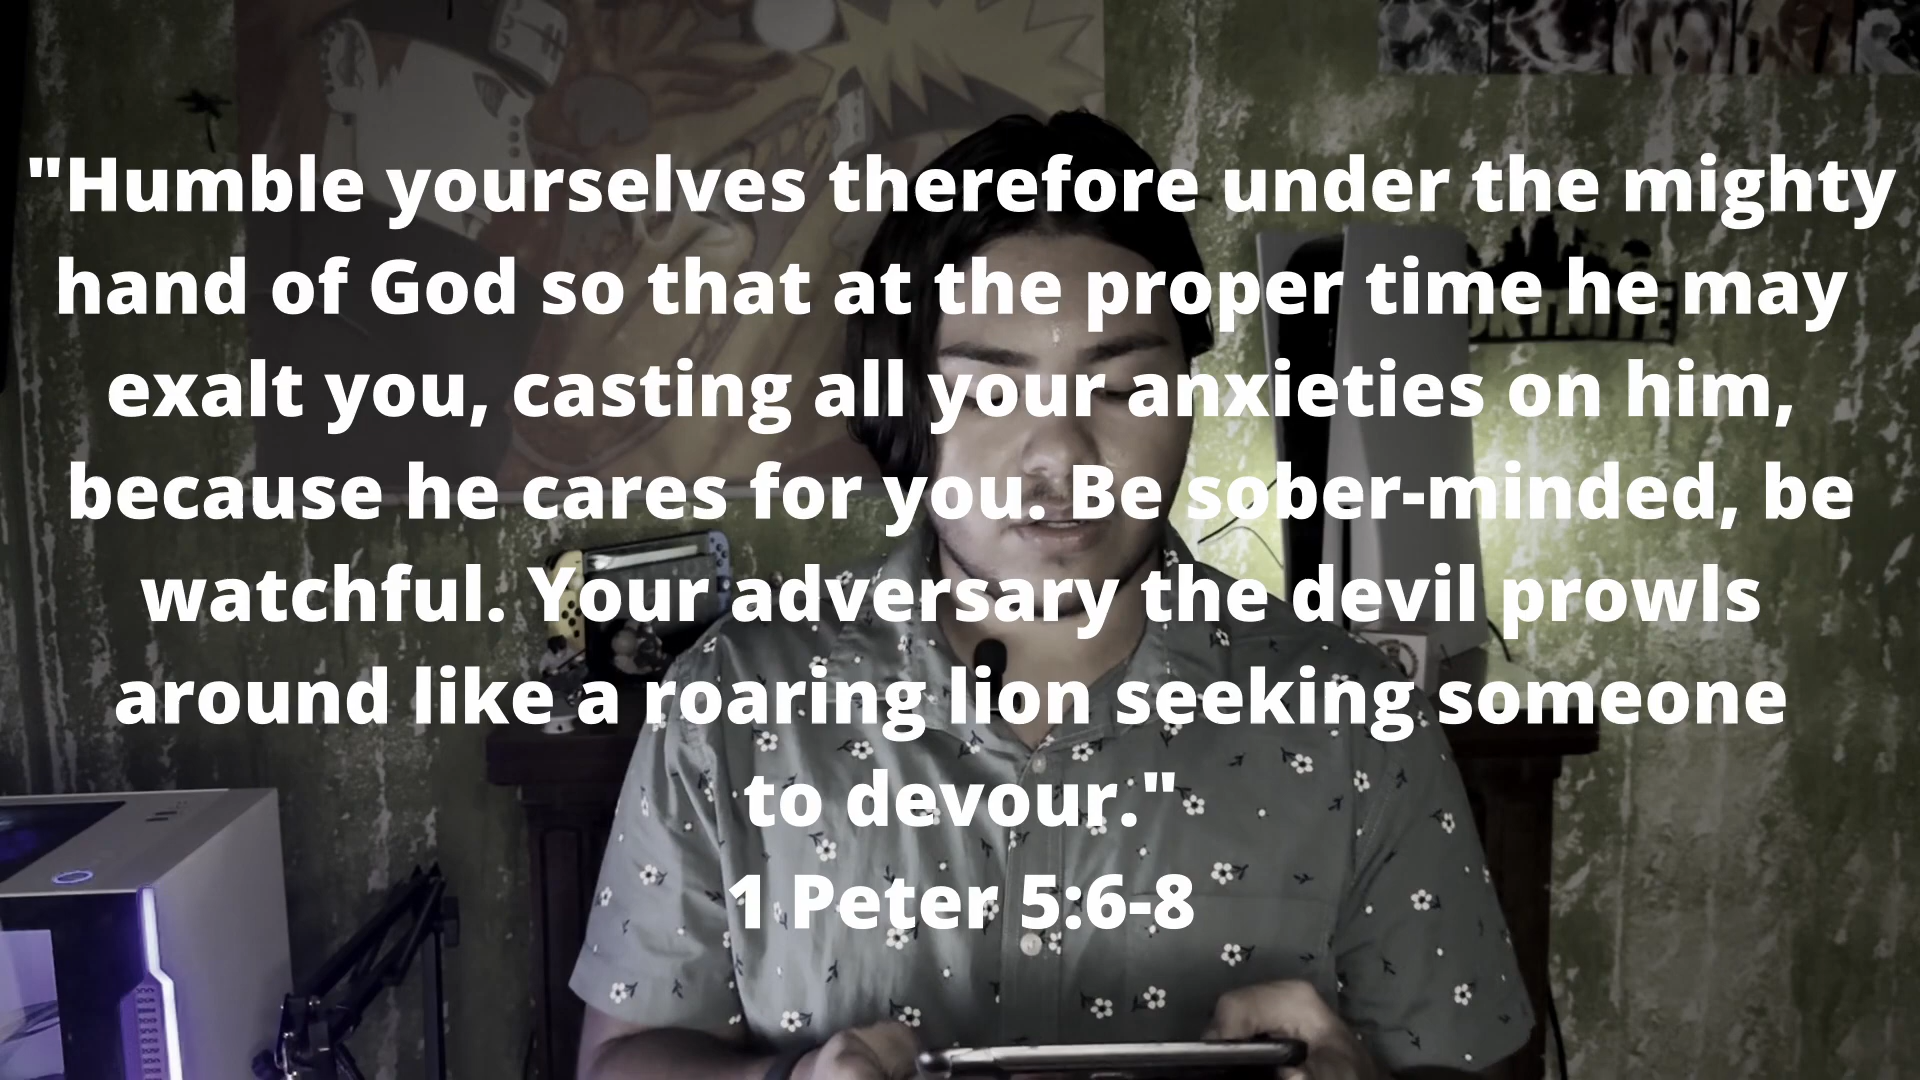 "Humble yourselves therefore under the mighty
hand of God so that at the proper time he may
exalt you, casting all your anxieties on him,
because he cares for you. Be sober-minded, be
watchful. Your adversary the devil prowls
around like a roaring lion seeking someone
to devour."
1 Peter 5:6-8